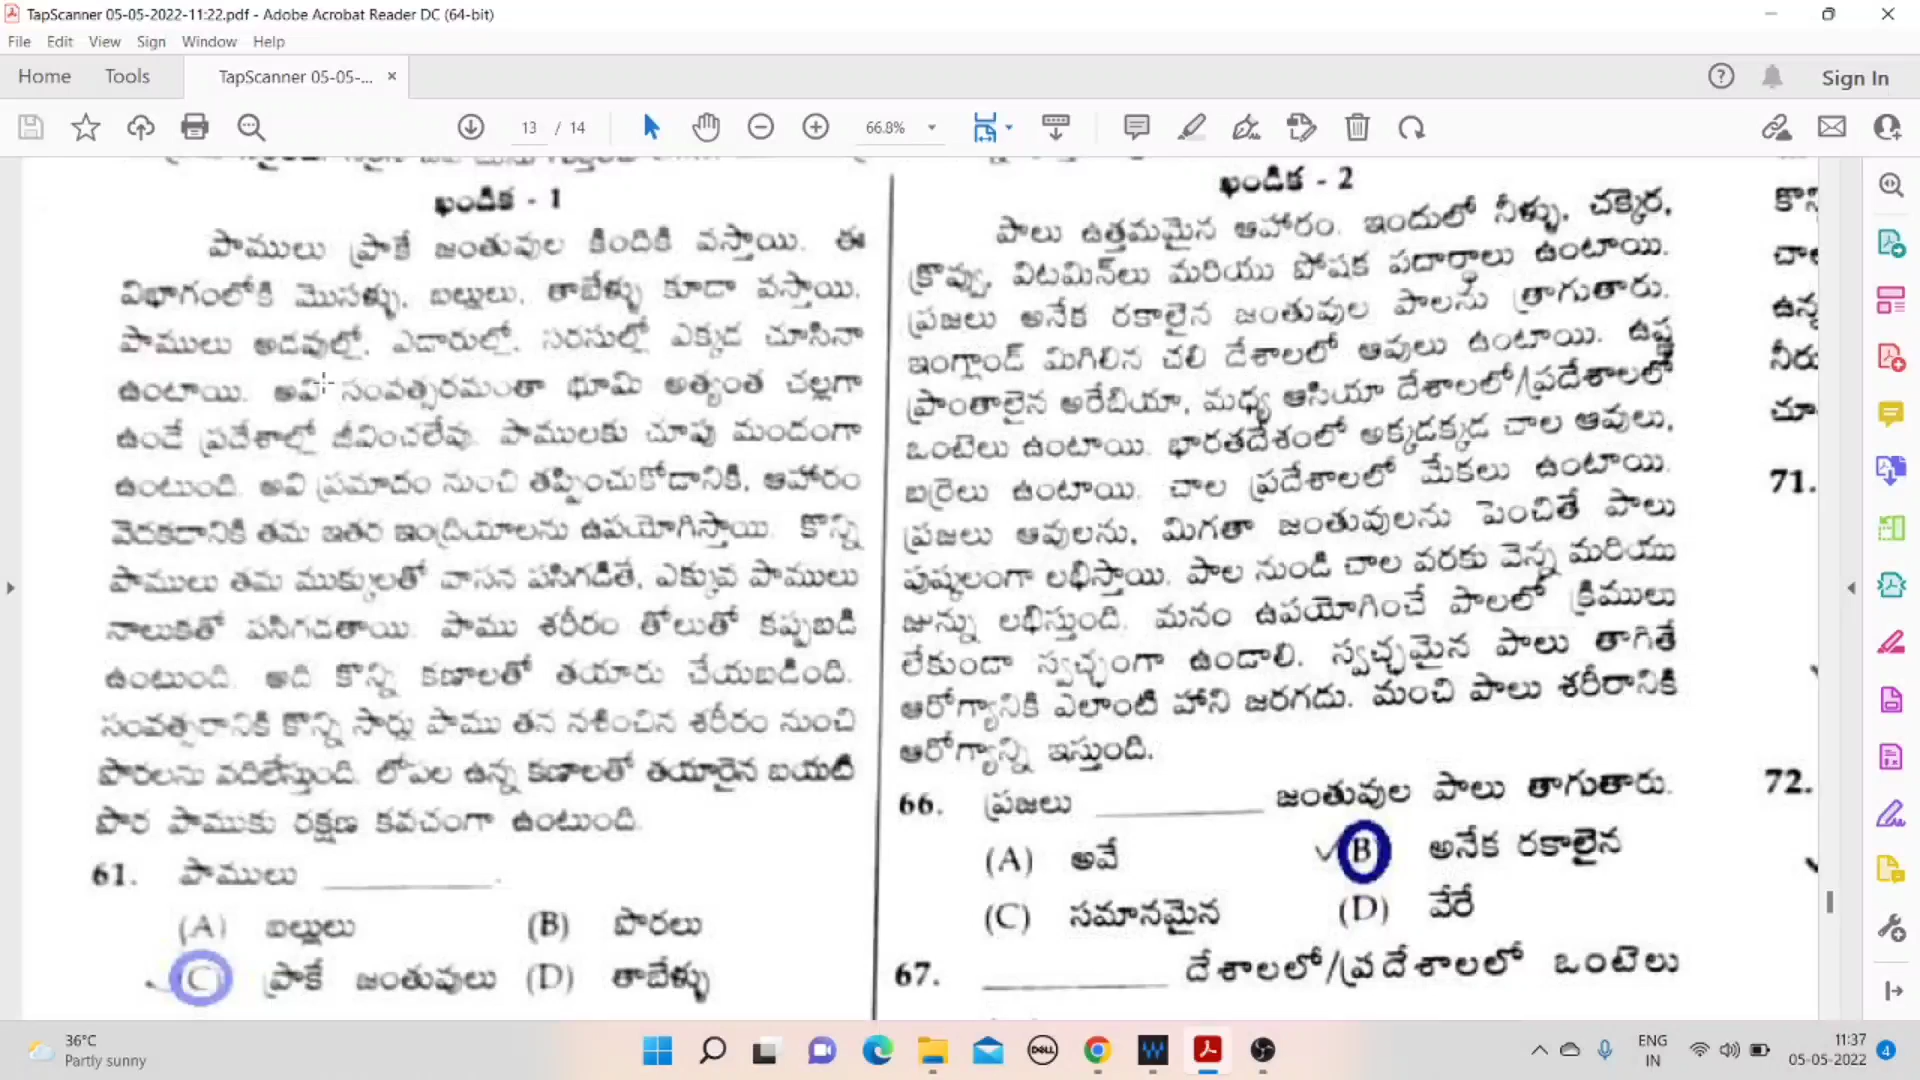 TapScanner 05-05-2022-11:22.pdf - Adobe Acrobat Reader DC (64-bit)
File Edit View Sign Window Help
Home Tools TapScanner 05-05-... × Sign In
13 / 14 66.8%
ఖండిక - 1
పాములు ప్రాకే జంతువుల కిందికి వస్తాయి. ఈ
విభాగంలోకి మొసళ్ళు, బల్లులు, తాబేళ్ళు కూడా వస్తాయి.
పాములు అడవుల్లో, ఎడారుల్లో, సరసుల్లో ఎక్కడ చూసినా
ఉంటాయి. అవి సంవత్సరమంతా భూమి అత్యంత చల్లగా
ఉండే ప్రదేశాల్లో జీవించలేవు. పాములకు చూపు మందంగా
ఉంటుంది. అవి ప్రమాదం నుంచి తప్పించుకోడానికి, ఆహారం
వెదకడానికి తమ ఇతర ఇంద్రియాలను ఉపయోగిస్తాయి. కొన్ని
పాములు తమ ముక్కులతో వాసన పసిగడితే, ఎక్కువ పాములు
నాలుకతో పసిగడతాయి. పాము శరీరం తోలుతో కప్పబడి
ఉంటుంది. అది కొన్ని కణాలతో తయారు చేయబడింది.
సంవత్సరానికి కొన్ని సార్లు పాము తన నశించిన శరీరం నుంచి
పొరలను వదిలేస్తుంది. లోపల ఉన్న కణాలతో తయారైన బయటి
పొర పాముకు రక్షణ కవచంగా ఉంటుంది.
61. పాములు ________.
(A) బల్లులు (B) పొరలు
(C) ప్రాకే జంతువులు (D) తాబేళ్ళు
ఖండిక - 2
పాలు ఉత్తమమైన ఆహారం. ఇందులో నీళ్ళు, చక్కెర,
క్రొవ్వు, విటమిన్‌లు మరియు పోషక పదార్థాలు ఉంటాయి.
ప్రజలు అనేక రకాలైన జంతువుల పాలను త్రాగుతారు.
ఇంగ్లాండ్ మిగిలిన చలి దేశాలలో ఆవులు ఉంటాయి. ఉష్ణ
ప్రాంతాలైన అరేబియా, మధ్య ఆసియా దేశాలలో/ప్రదేశాలలో
ఒంటెలు ఉంటాయి. భారతదేశంలో అక్కడక్కడ చాల ఆవులు,
బర్రెలు ఉంటాయి. చాల ప్రదేశాలలో మేకలు ఉంటాయి.
ప్రజలు ఆవులను, మిగతా జంతువులను పెంచితే పాలు
పుష్కలంగా లభిస్తాయి. పాల నుండి చాల వరకు వెన్న మరియు
జున్ను లభిస్తుంది. మనం ఉపయోగించే పాలలో క్రిములు
లేకుండా స్వచ్ఛంగా ఉండాలి. స్వచ్ఛమైన పాలు తాగితే
ఆరోగ్యానికి ఎలాంటి హాని జరగదు. మంచి పాలు శరీరానికి
ఆరోగ్యాన్ని ఇస్తుంది.
66. ప్రజలు ________ జంతువుల పాలు తాగుతారు.
(A) అవే (B) అనేక రకాలైన
(C) సమానమైన (D) వేరే
67. ________ దేశాలలో/ప్రదేశాలలో ఒంటెలు
చాల
71.
72.
36°C
Partly sunny
ENG
IN
11:37
05-05-2022
4